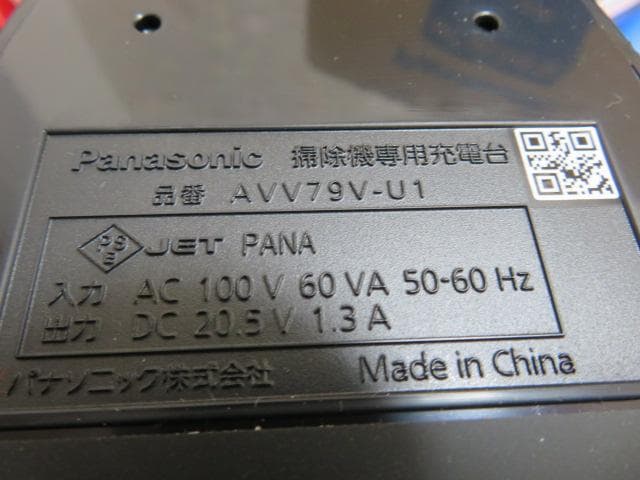 Panasonic 掃除機専用充電台
品番 AVV79V-U1
PSE JET PANA
入力 AC 100 V 60 VA 50-60 Hz
出力 DC 20.5 V 1.3 A
パナソニック株式会社 Made in China